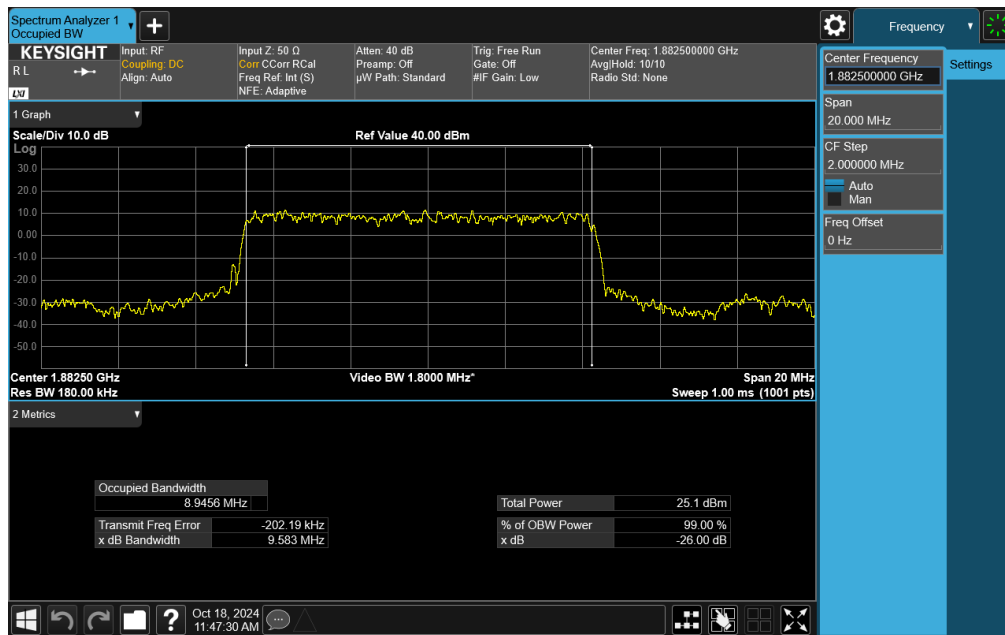 Spectrum Analyzer 1
Occupied BW
Frequency
KEYSIGHT
R L
LXI
Input: RF
Coupling: DC
Align: Auto
Input Z: 50 Ω
Corr CCorr RCal
Freq Ref: Int (S)
NFE: Adaptive
Atten: 40 dB
Preamp: Off
µW Path: Standard
Trig: Free Run
Gate: Off
#IF Gain: Low
Center Freq: 1.882500000 GHz
Avg|Hold: 10/10
Radio Std: None
Center Frequency
1.882500000 GHz
Settings
Span
20.000 MHz
CF Step
2.000000 MHz
Auto
Man
Freq Offset
0 Hz
1 Graph
Scale/Div 10.0 dB
Ref Value 40.00 dBm
Log
30.0
20.0
10.0
0.00
-10.0
-20.0
-30.0
-40.0
-50.0
Center 1.88250 GHz
Video BW 1.8000 MHz*
Span 20 MHz
Res BW 180.00 kHz
Sweep 1.00 ms (1001 pts)
2 Metrics
Occupied Bandwidth
8.9456 MHz
Total Power 25.1 dBm
Transmit Freq Error -202.19 kHz
% of OBW Power 99.00 %
x dB Bandwidth 9.583 MHz
x dB -26.00 dB
?
Oct 18, 2024
11:47:30 AM